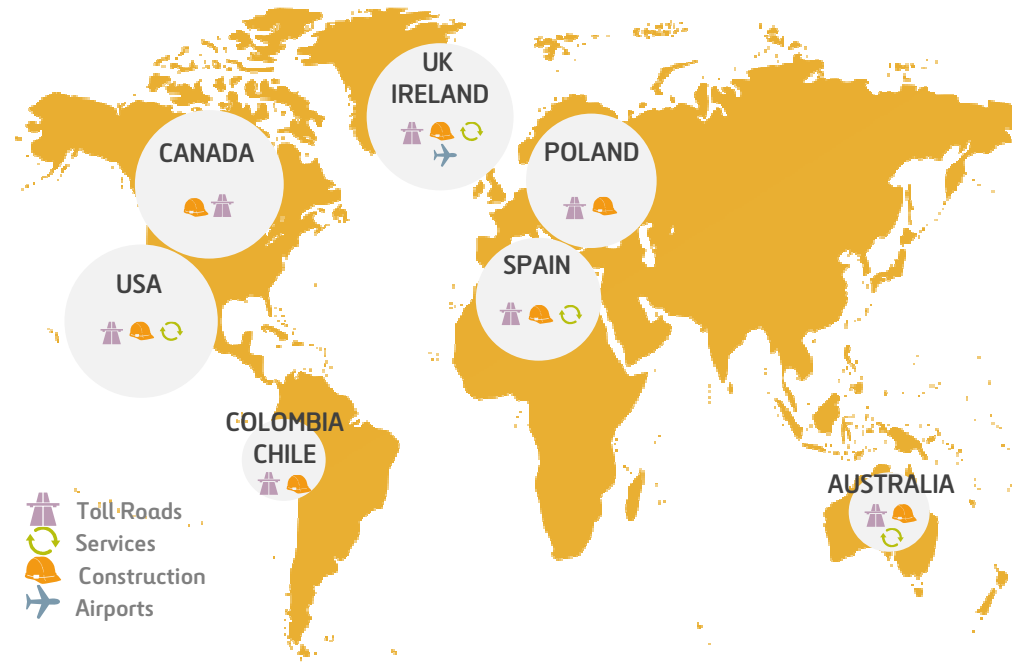 UK
IRELAND
CANADA
POLAND
SPAIN
USA
COLOMBIA
CHILE
AUSTRALIA
Toll Roads
Services
Construction
Airports